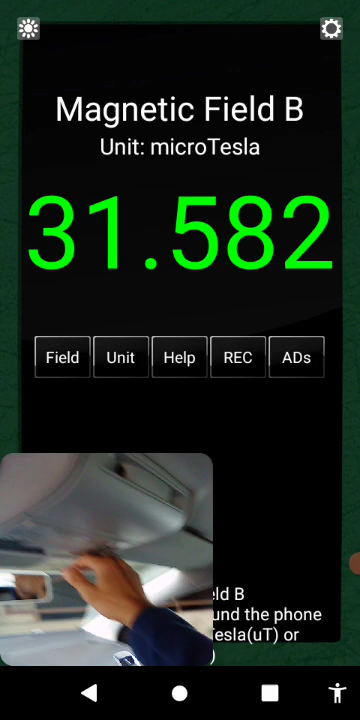 Magnetic Field B
Unit: microTesla
31.582
Field Unit Help REC ADs
eld B
und the phone
Tesla(uT) or